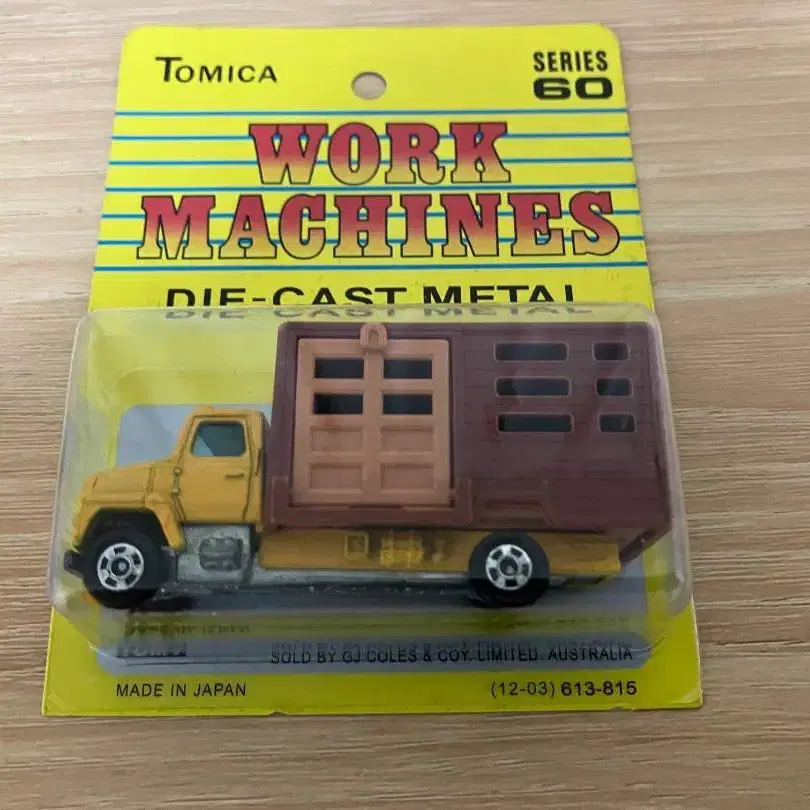 TOMICA
SERIES
60
WORK
MACHINES
DIE-CAST METAL
TOMY
SOLD BY GJ COLES & COY. LIMITED. AUSTRALIA
MADE IN JAPAN
(12-03) 613-815